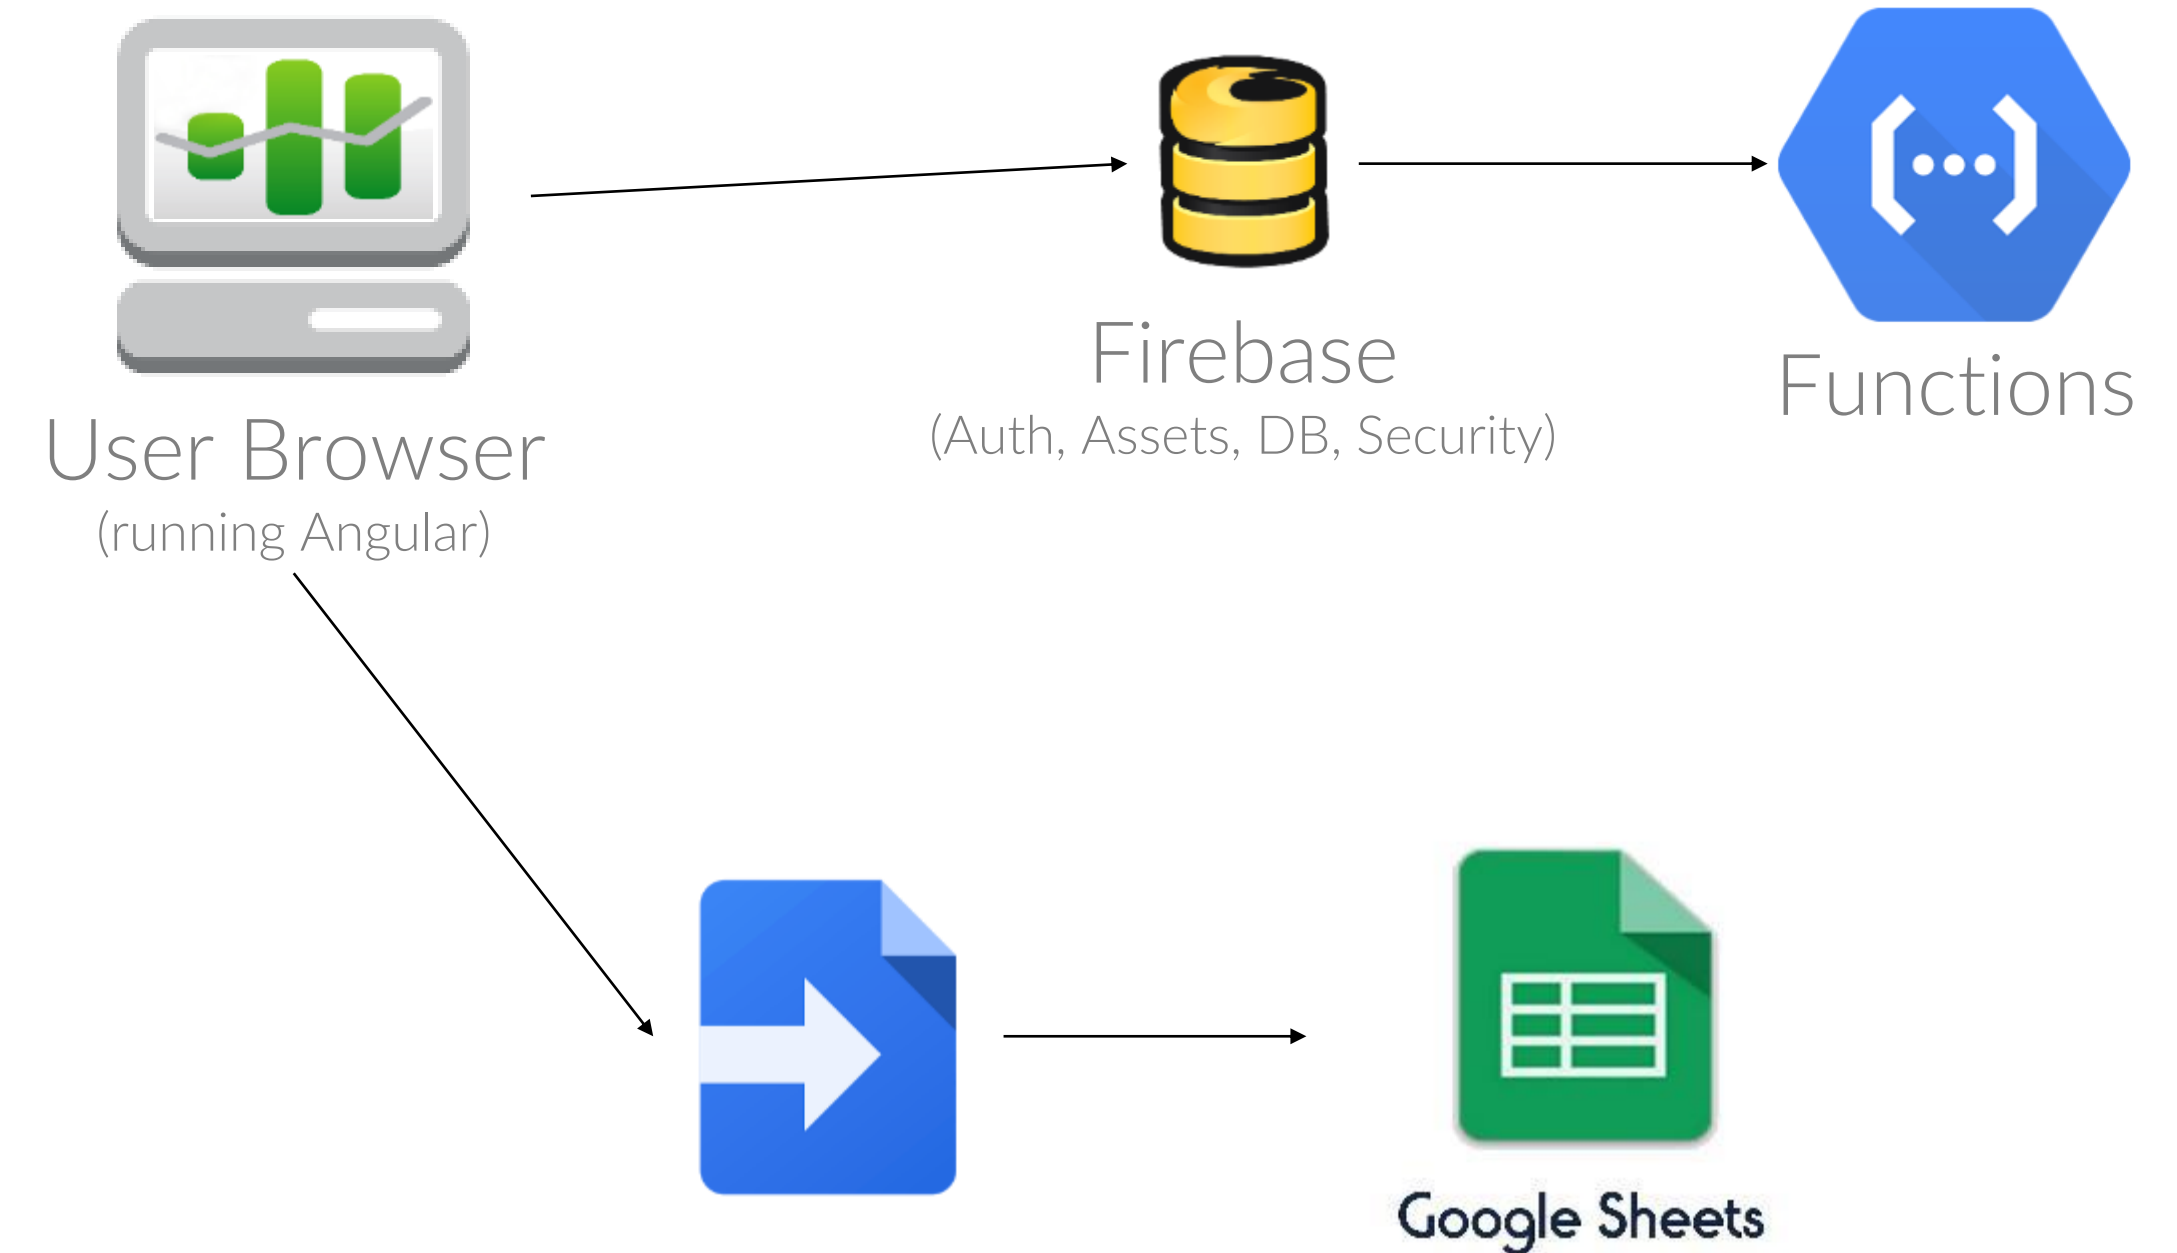 User Browser
(running Angular)
Firebase
(Auth, Assets, DB, Security)
Functions
Google Sheets